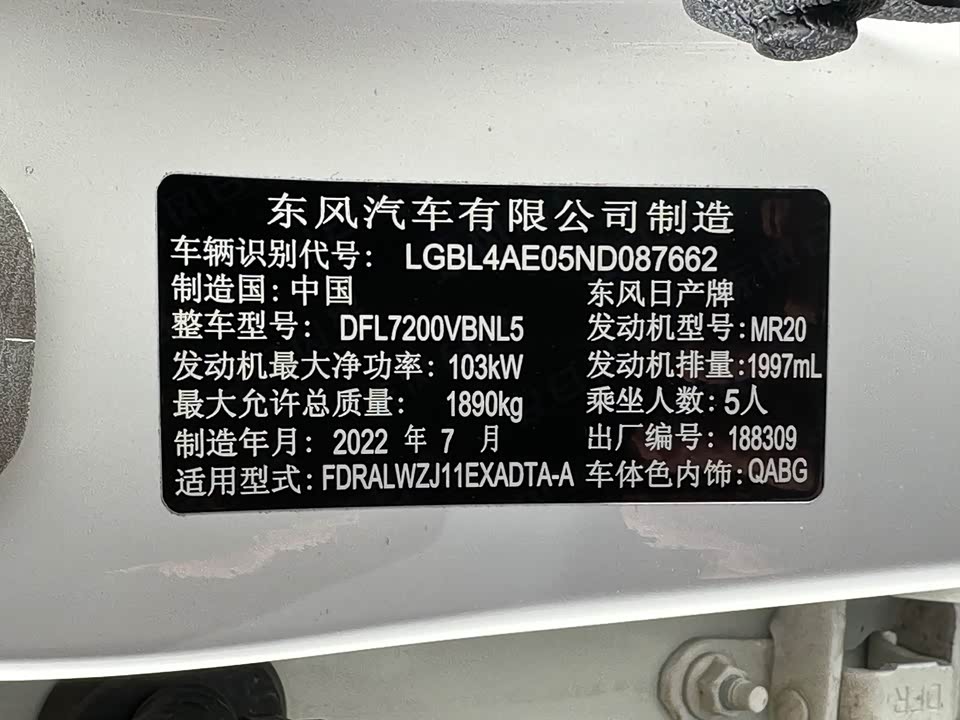 东风汽车有限公司制造
车辆识别代号: LGBL4AE05ND087662
制造国: 中国 东风日产牌
整车型号: DFL7200VBNL5 发动机型号: MR20
发动机最大净功率: 103kW 发动机排量: 1997mL
最大允许总质量: 1890kg 乘坐人数: 5人
制造年月: 2022 年 7 月 出厂编号: 188309
适用型式: FDRALWZJ11EXADTA-A 车体色内饰: QABG